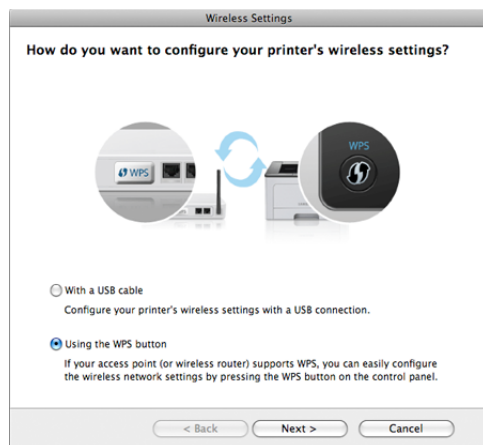 Wireless Settings
How do you want to configure your printer's wireless settings?
WPS
WPS
With a USB cable
Configure your printer's wireless settings with a USB connection.
Using the WPS button
If your access point (or wireless router) supports WPS, you can easily configure
the wireless network settings by pressing the WPS button on the control panel.
< Back Next > Cancel